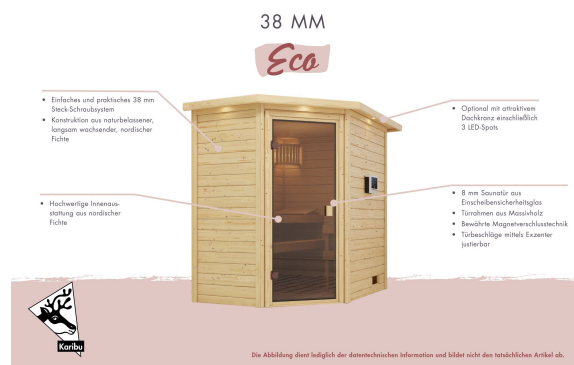 38 MM
Eco
• Einfaches und praktisches 38 mm
Steck-Schraubsystem
• Konstruktion aus naturbelassener,
langsam wachsender, nordischer
Fichte
• Optional mit attraktivem
Dachkranz einschließlich
3 LED-Spots
• Hochwertige Innenaus-
stattung aus nordischer
Fichte
• 8 mm Saunatür aus
Einscheibensicherheitsglas
• Türrahmen aus Massivholz
• Bewährte Magnetverschlusstechnik
• Türbeschläge mittels Exzenter
justierbar
Karibu
Die Abbildung dient lediglich der datentechnischen Information und bildet nicht den tatsächlichen Artikel ab.